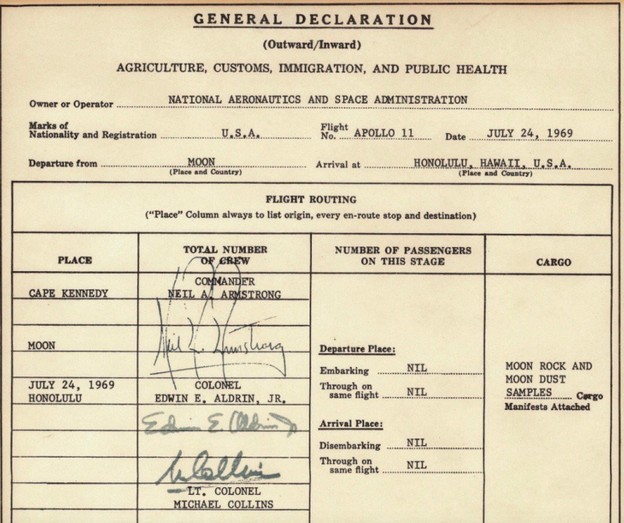 GENERAL DECLARATION
(Outward/Inward)
AGRICULTURE, CUSTOMS, IMMIGRATION, AND PUBLIC HEALTH
Owner or Operator NATIONAL AERONAUTICS AND SPACE ADMINISTRATION
Marks of
Nationality and Registration U.S.A. Flight
No. APOLLO 11 Date JULY 24, 1969
Departure from MOON Arrival at HONOLULU, HAWAII, U.S.A.
(Place and Country) (Place and Country)
FLIGHT ROUTING
("Place" Column always to list origin, every en-route stop and destination)
PLACE
TOTAL NUMBER
OF CREW
NUMBER OF PASSENGERS
ON THIS STAGE
CARGO
CAPE KENNEDY
MOON
JULY 24, 1969
HONOLULU
COMMANDER
NEIL A. ARMSTRONG
Neil A. Armstrong
COLONEL
EDWIN E. ALDRIN, JR.
Edwin E. Aldrin Jr
M Collins
LT. COLONEL
MICHAEL COLLINS
Departure Place:
Embarking NIL
Through on
same flight NIL
Arrival Place:
Disembarking NIL
Through on
same flight NIL
MOON ROCK AND
MOON DUST
SAMPLES Cargo
Manifests Attached